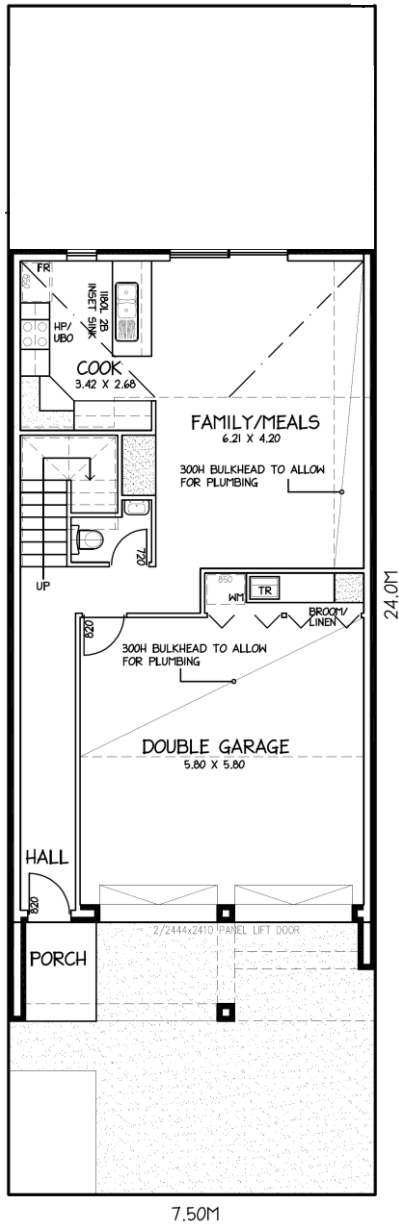 FR
850
HP/
UBO
1180L 2B
INSET SINK
COOK
3.42 X 2.68
FAMILY/MEALS
6.21 X 4.20
300H BULKHEAD TO ALLOW
FOR PLUMBING
720
UP
850
WM
TR
BROOM/
LINEN
820
300H BULKHEAD TO ALLOW
FOR PLUMBING
24.0M
DOUBLE GARAGE
5.80 X 5.80
HALL
820
2/2444x2410 PANEL LIFT DOOR
PORCH
7.50M